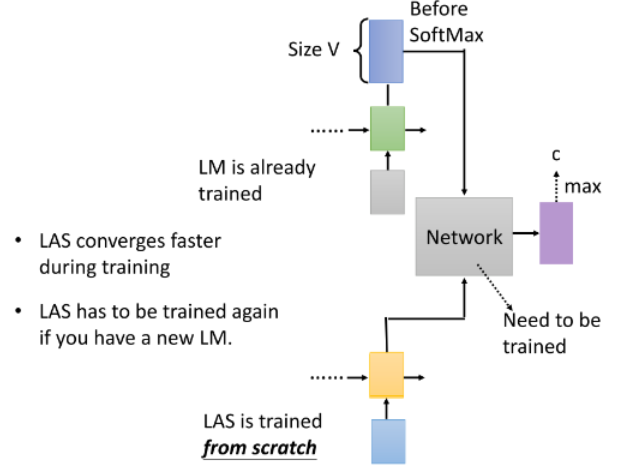 Before
SoftMax
Size V
LM is already
trained
c
max
Network
• LAS converges faster
during training
• LAS has to be trained again
if you have a new LM.
Need to be
trained
LAS is trained
from scratch